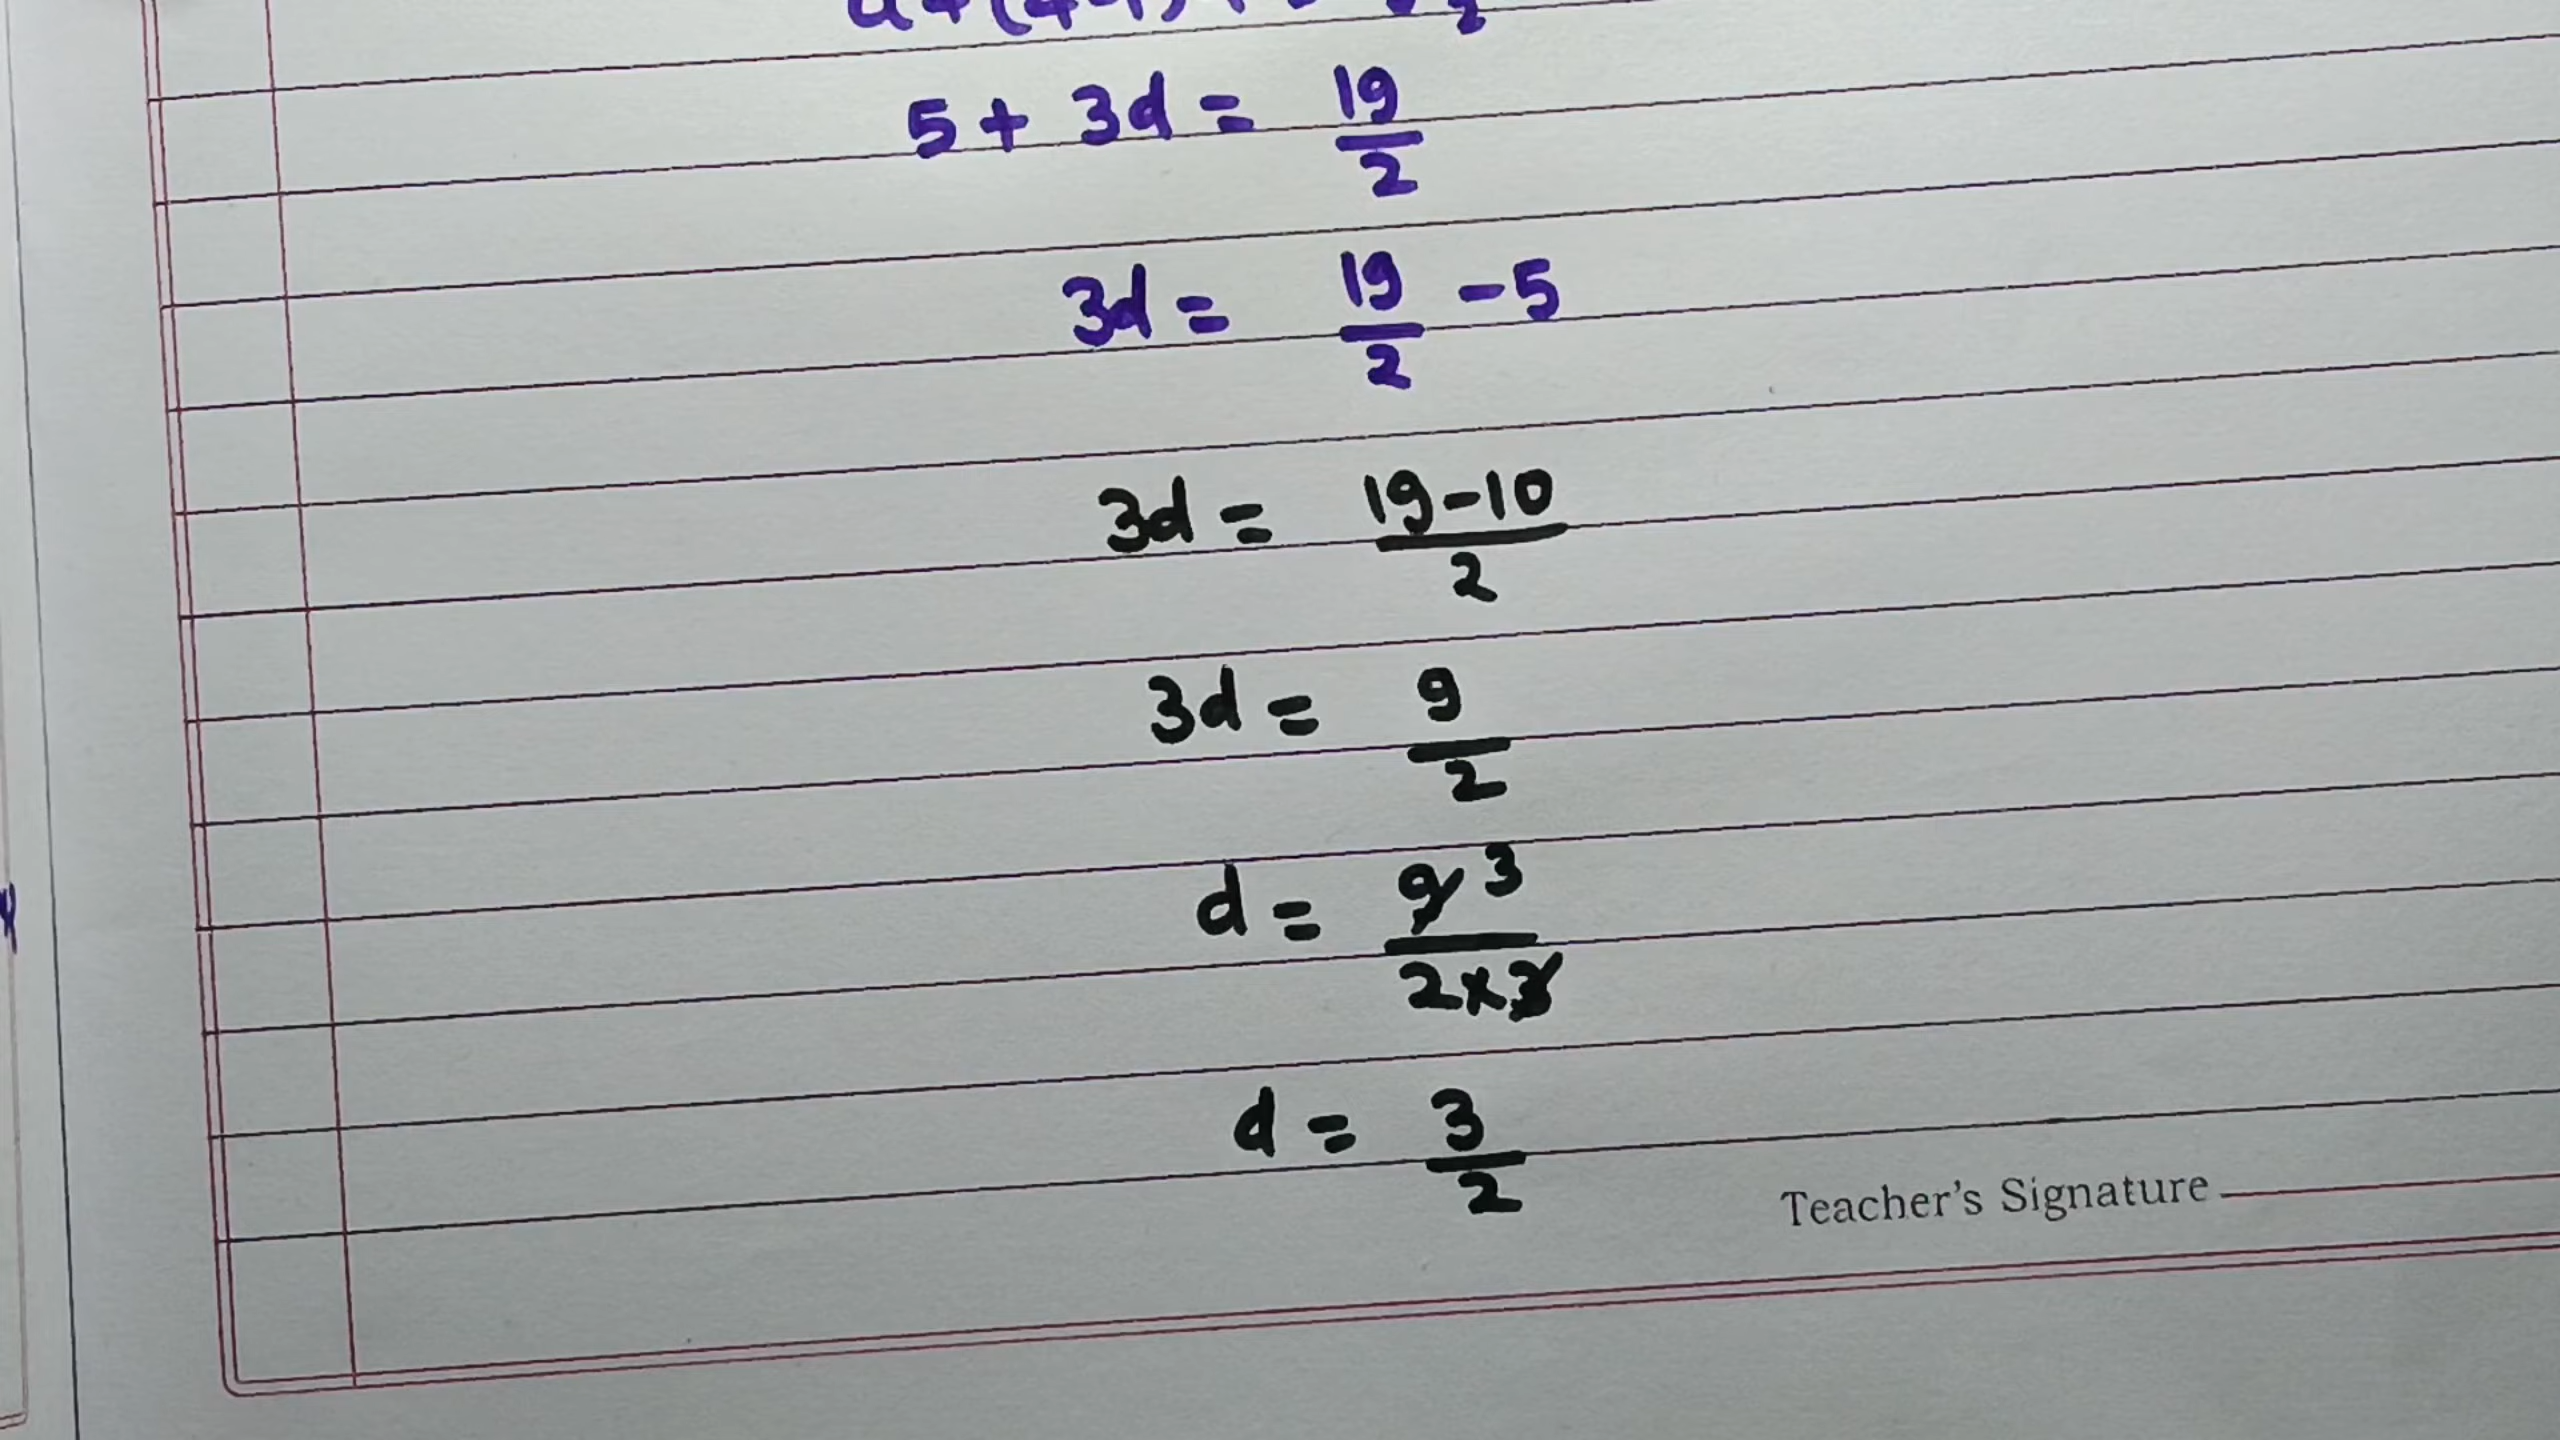 5 + 3d = 19/2
3d = 19/2 - 5
3d = 19-10/2
3d = 9/2
d = 9 3/2×3
d = 3/2
Teacher's Signature